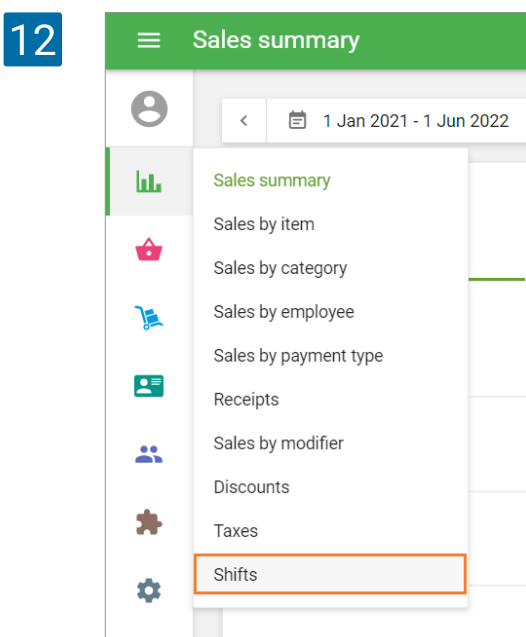 12
Sales summary
1 Jan 2021 - 1 Jun 2022
Sales summary
Sales by item
Sales by category
Sales by employee
Sales by payment type
Receipts
Sales by modifier
Discounts
Taxes
Shifts